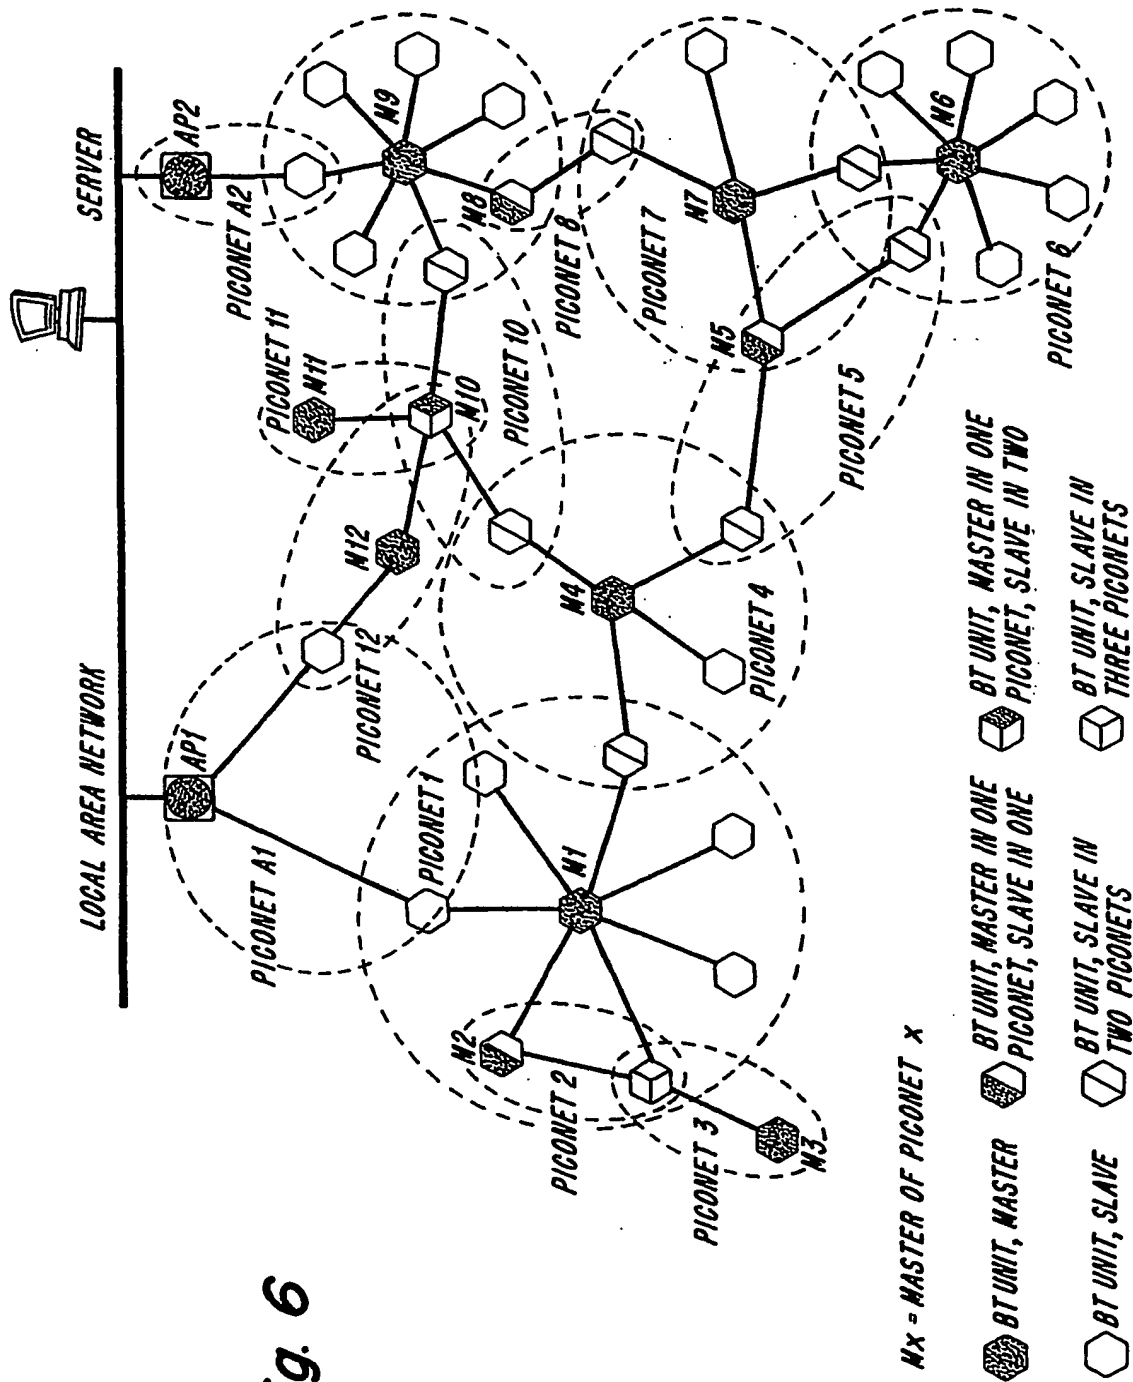 LOCAL AREA NETWORK
SERVER
AP1
AP2
PICONET A1
PICONET A2
PICONET 12
PICONET 11
M11
M12
M10
PICONET 10
M9
M8
PICONET 8
PICONET 7
M7
M5
PICONET 5
M6
PICONET 6
M4
PICONET 4
PICONET 1
M1
M2
PICONET 2
PICONET 3
M3
g. 6
Mx = MASTER OF PICONET x
BT UNIT, MASTER
BT UNIT, MASTER IN ONE
PICONET, SLAVE IN ONE
BT UNIT, MASTER IN ONE
PICONET, SLAVE IN TWO
BT UNIT, SLAVE
BT UNIT, SLAVE IN
TWO PICONETS
BT UNIT, SLAVE IN
THREE PICONETS